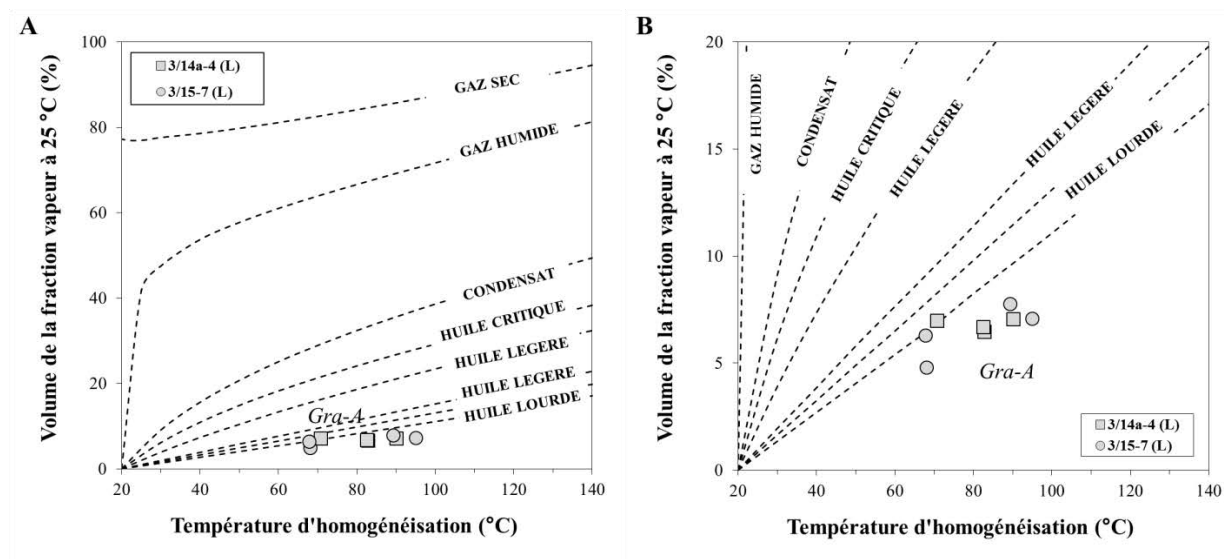 A
Volume de la fraction vapeur à 25 °C (%)
100
80
60
40
20
0
3/14a-4 (L)
3/15-7 (L)
GAZ SEC
GAZ HUMIDE
CONDENSAT
HUILE CRITIQUE
HUILE LEGERE
HUILE LEGERE
HUILE LOURDE
Gra-A
20 40 60 80 100 120 140
Température d'homogénéisation (°C)
B
Volume de la fraction vapeur à 25 °C (%)
20
15
10
5
0
GAZ HUMIDE
CONDENSAT
HUILE CRITIQUE
HUILE LEGERE
HUILE LEGERE
HUILE LOURDE
Gra-A
3/14a-4 (L)
3/15-7 (L)
20 40 60 80 100 120 140
Température d'homogénéisation (°C)